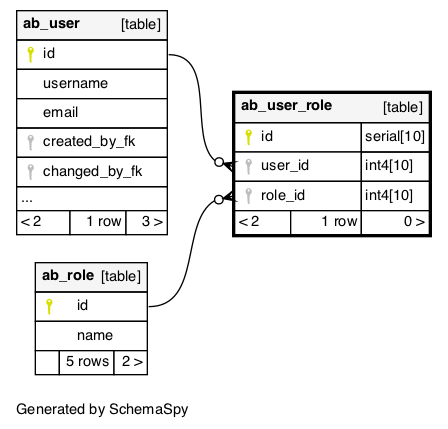 ab_user [table]
id
username
email
created_by_fk
changed_by_fk
...
< 2 1 row 3 >
ab_user_role [table]
id serial[10]
user_id int4[10]
role_id int4[10]
< 2 1 row 0 >
ab_role [table]
id
name
5 rows 2 >
Generated by SchemaSpy